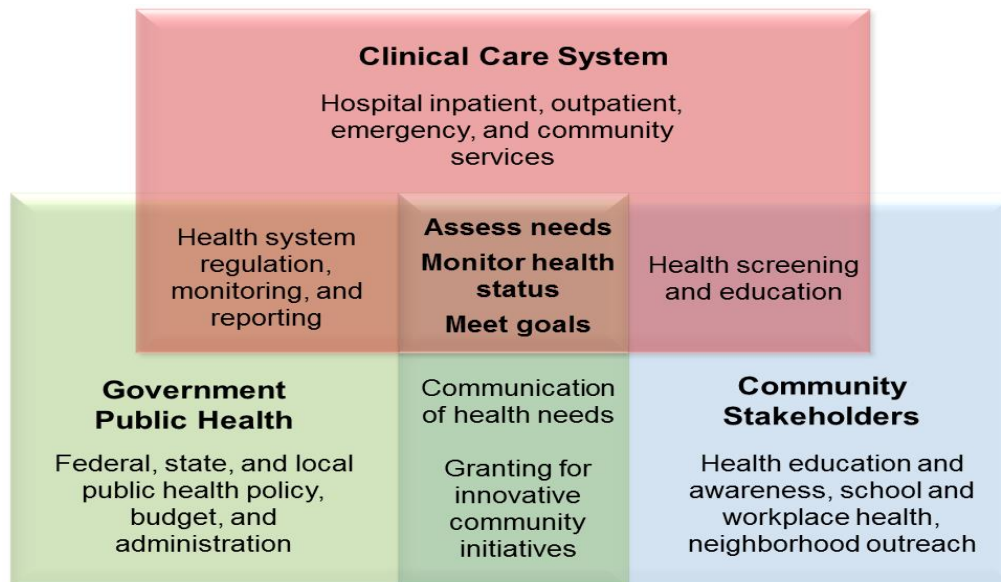 Clinical Care System
Hospital inpatient, outpatient,
emergency, and community
services
Health system
regulation,
monitoring, and
reporting
Assess needs
Monitor health
status
Meet goals
Health screening
and education
Government
Public Health
Federal, state, and local
public health policy,
budget, and
administration
Communication
of health needs
Granting for
innovative
community
initiatives
Community
Stakeholders
Health education and
awareness, school and
workplace health,
neighborhood outreach